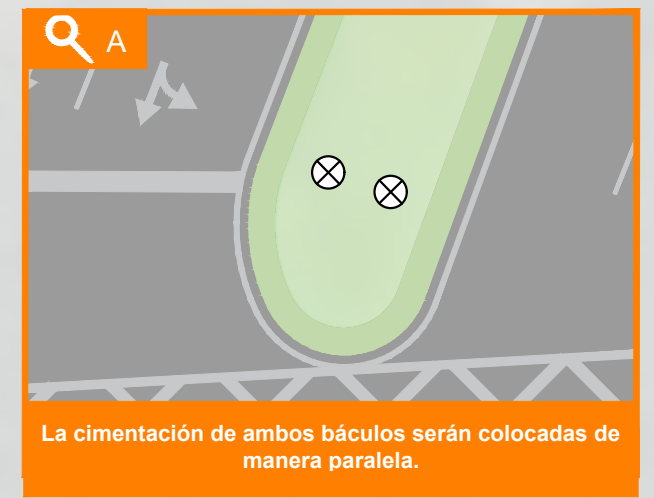 A
La cimentación de ambos báculos serán colocadas de
manera paralela.